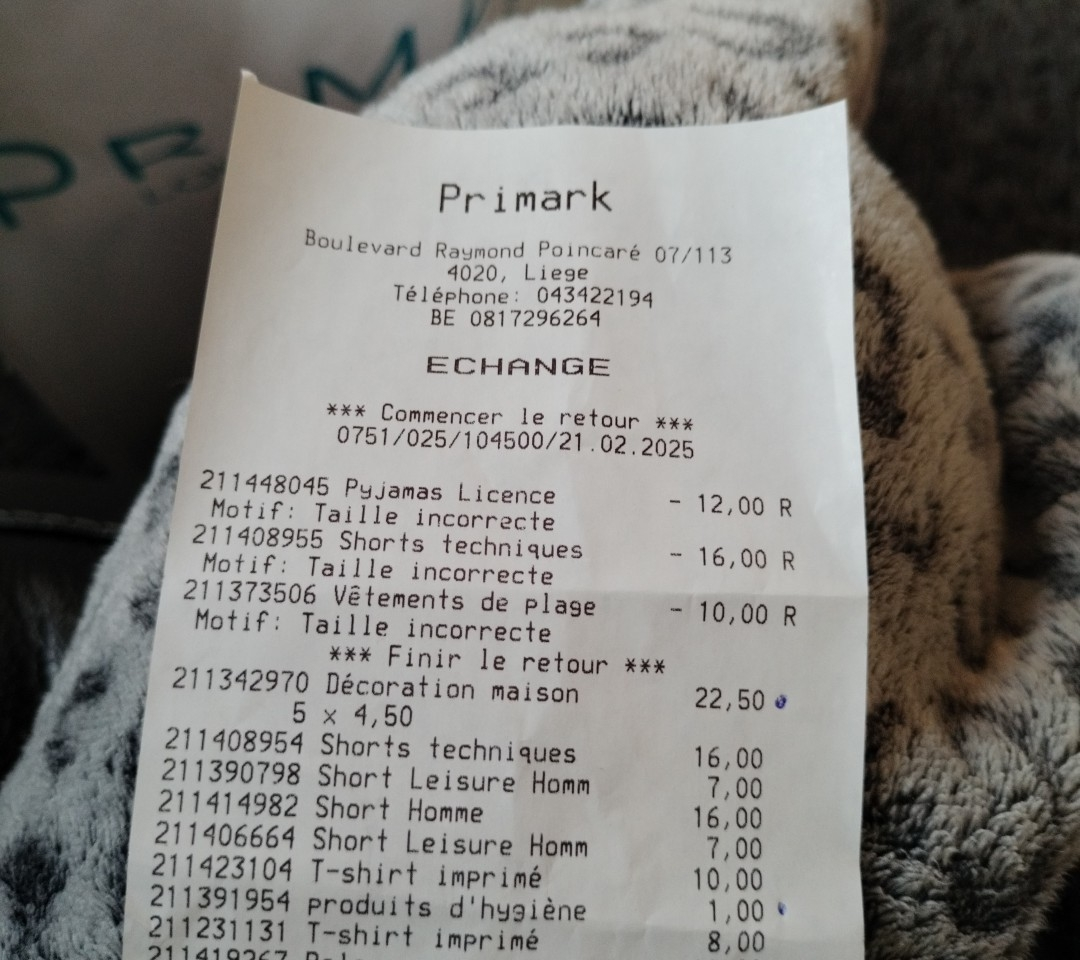 Primark
Boulevard Raymond Poincaré 07/113
4020, Liege
Téléphone: 043422194
BE 0817296264
ECHANGE
*** Commencer le retour ***
0751/025/104500/21.02.2025
211448045 Pyjamas Licence - 12,00 R
Motif: Taille incorrecte
211408955 Shorts techniques - 16,00 R
Motif: Taille incorrecte
211373506 Vêtements de plage - 10,00 R
Motif: Taille incorrecte
*** Finir le retour ***
211342970 Décoration maison 22,50
5 x 4,50
211408954 Shorts techniques 16,00
211390798 Short Leisure Homm 7,00
211414982 Short Homme 16,00
211406664 Short Leisure Homm 7,00
211423104 T-shirt imprimé 10,00
211391954 produits d'hygiène 1,00
211231131 T-shirt imprimé 8,00